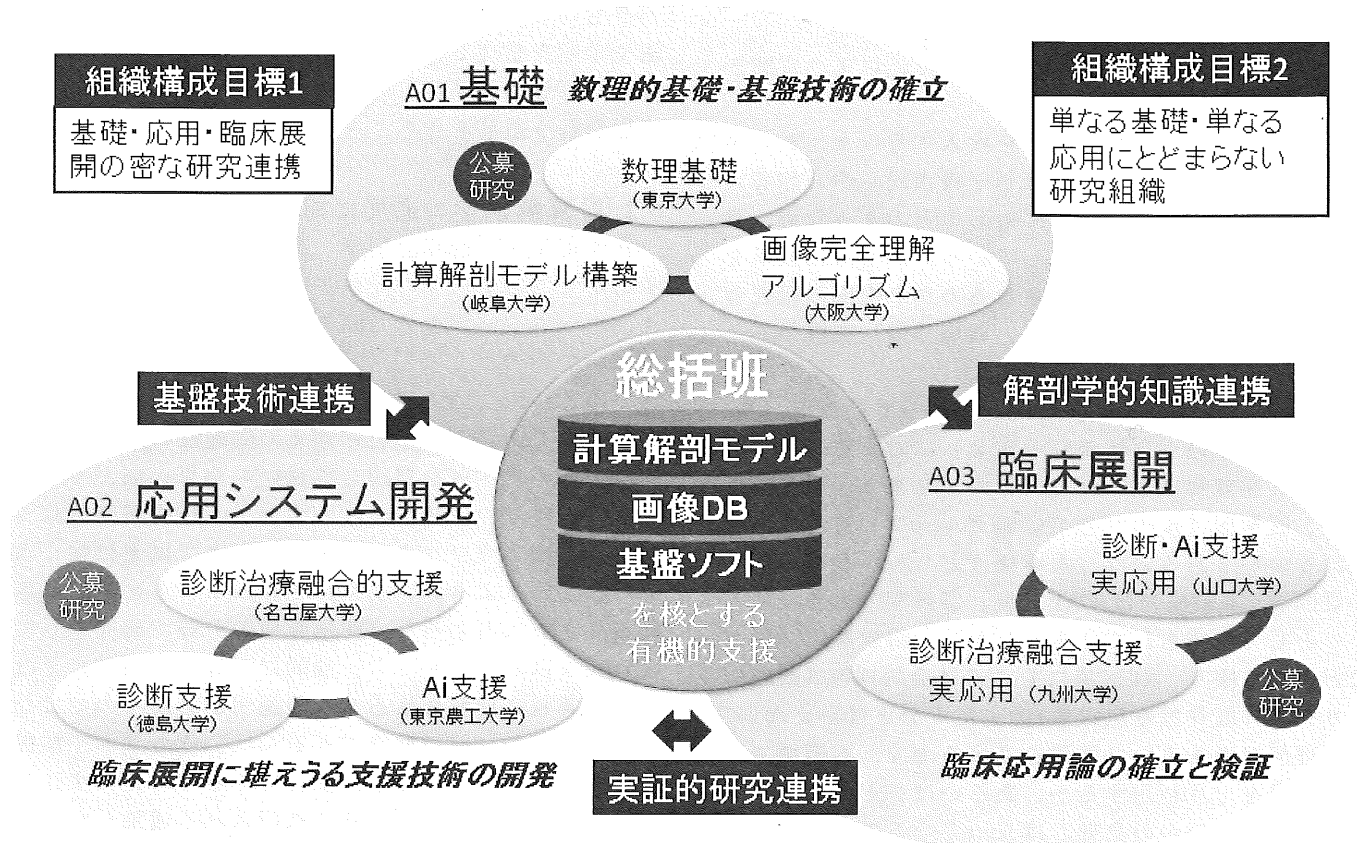 組織構成目標1
基礎・応用・臨床展
開の密な研究連携
A01 基礎 数理的基礎・基盤技術の確立
組織構成目標2
単なる基礎・単なる
応用にとどまらない
研究組織
公募
研究
数理基礎
(東京大学)
計算解剖モデル構築
(岐阜大学)
画像完全理解
アルゴリズム
(大阪大学)
総括班
計算解剖モデル
画像DB
基盤ソフト
を核とする
有機的支援
基盤技術連携
解剖学的知識連携
A02 応用システム開発
公募
研究
診断治療融合的支援
(名古屋大学)
診断支援
(徳島大学)
Ai支援
(東京農工大学)
臨床展開に堪えうる支援技術の開発
A03 臨床展開
診断・Ai支援
実応用 (山口大学)
診断治療融合支援
実応用 (九州大学)
公募
研究
臨床応用論の確立と検証
実証的研究連携